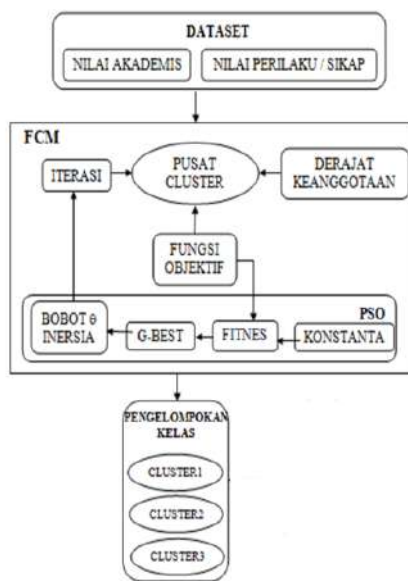 DATASET
NILAI AKADEMIS
NILAI PERILAKU / SIKAP
FCM
ITERASI
PUSAT
CLUSTER
DERAJAT
KEANGGOTAAN
FUNGSI
OBJEKTIF
PSO
BOBOT θ
INERSIA
G-BEST
FITNES
KONSTANTA
PENGELOMPOKAN
KELAS
CLUSTER1
CLUSTER2
CLUSTER3